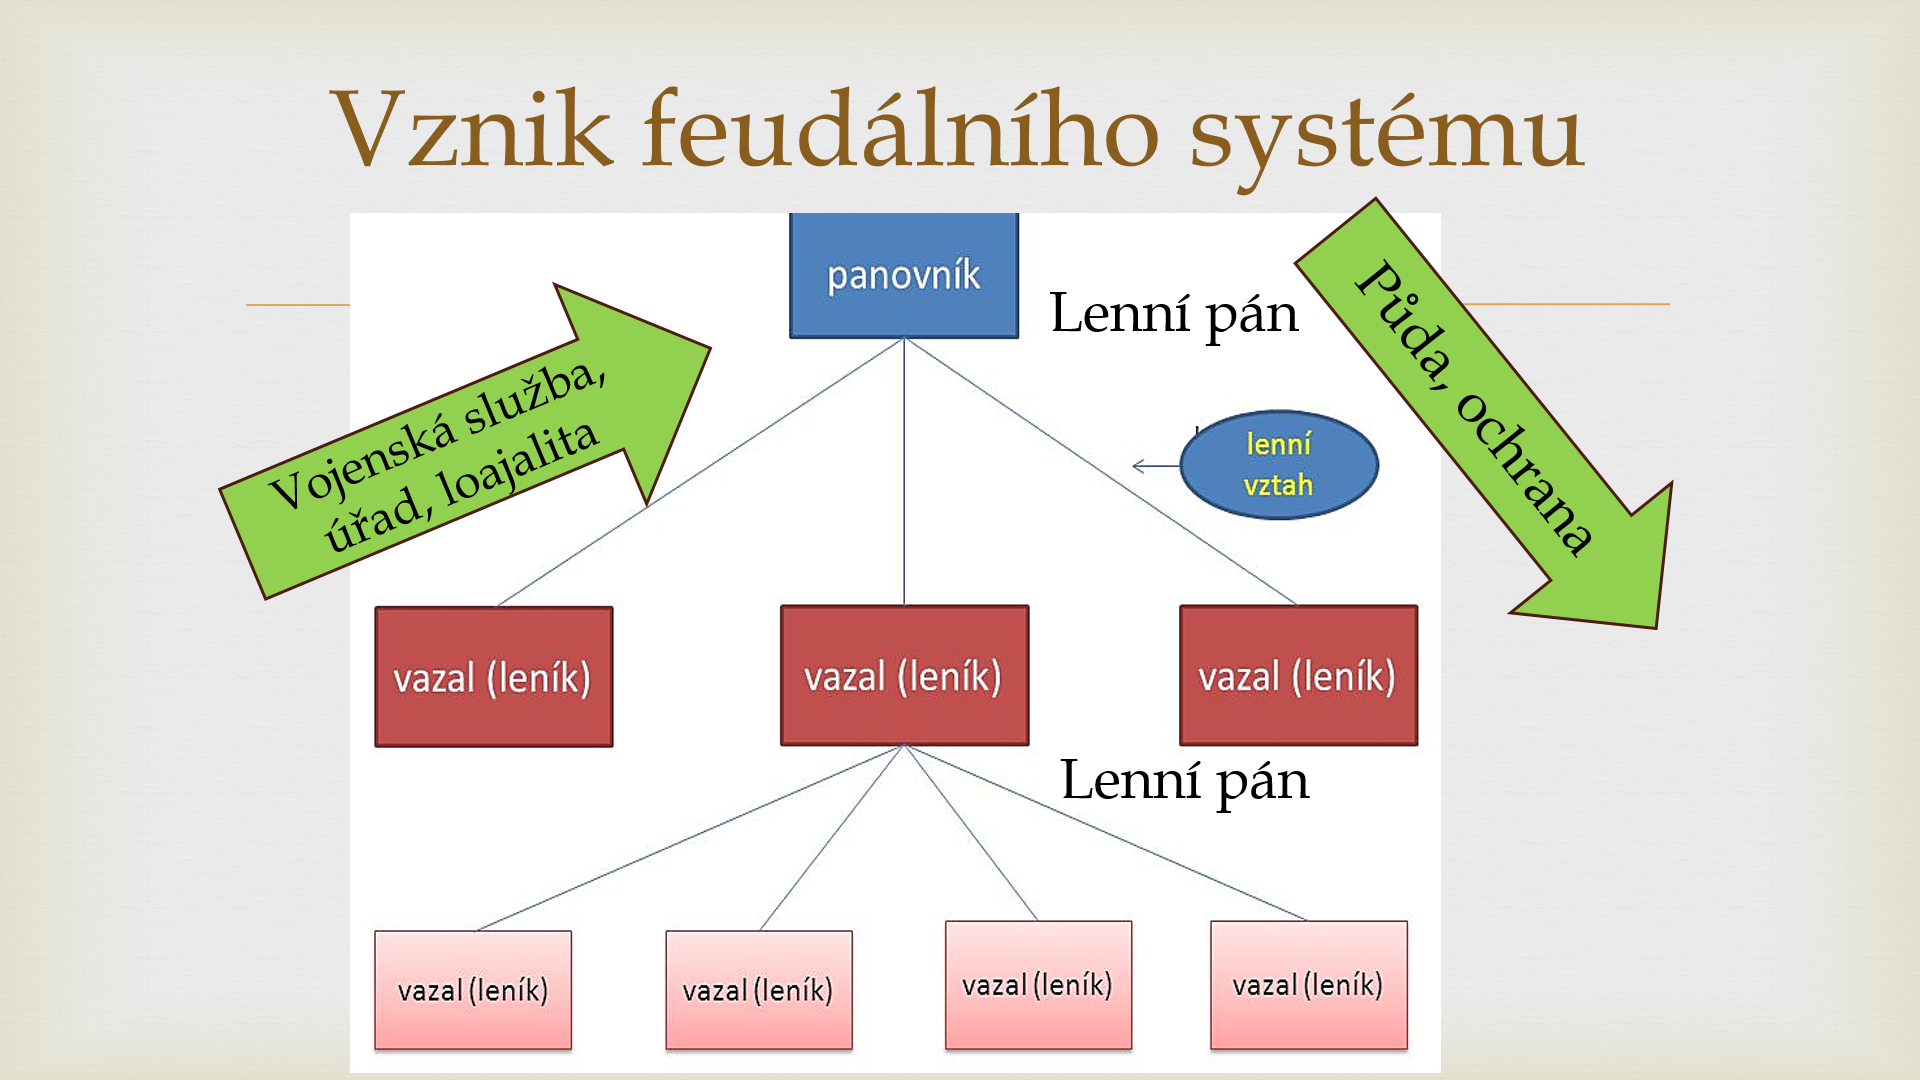 Vznik feudálního systému
panovník
Lenní pán
Půda, ochrana
Vojenská služba,
úřad, loajalita
lenní
vztah
vazal (leník)
vazal (leník)
vazal (leník)
Lenní pán
vazal (leník)
vazal (leník)
vazal (leník)
vazal (leník)